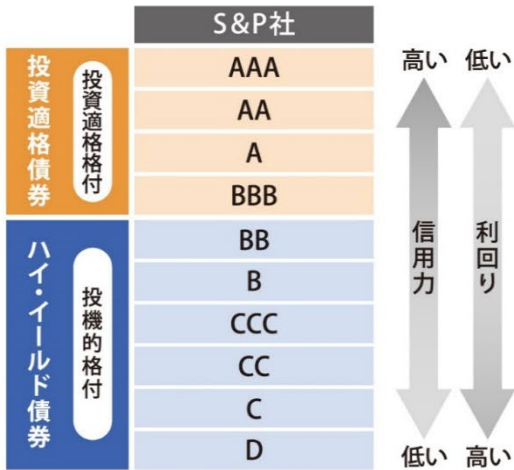 S&P社
投資適格債券
投資適格格付
AAA
AA
A
BBB
ハイ・イールド債券
投機的格付
BB
B
CCC
CC
C
D
高い 低い
信用力
利回り
低い 高い